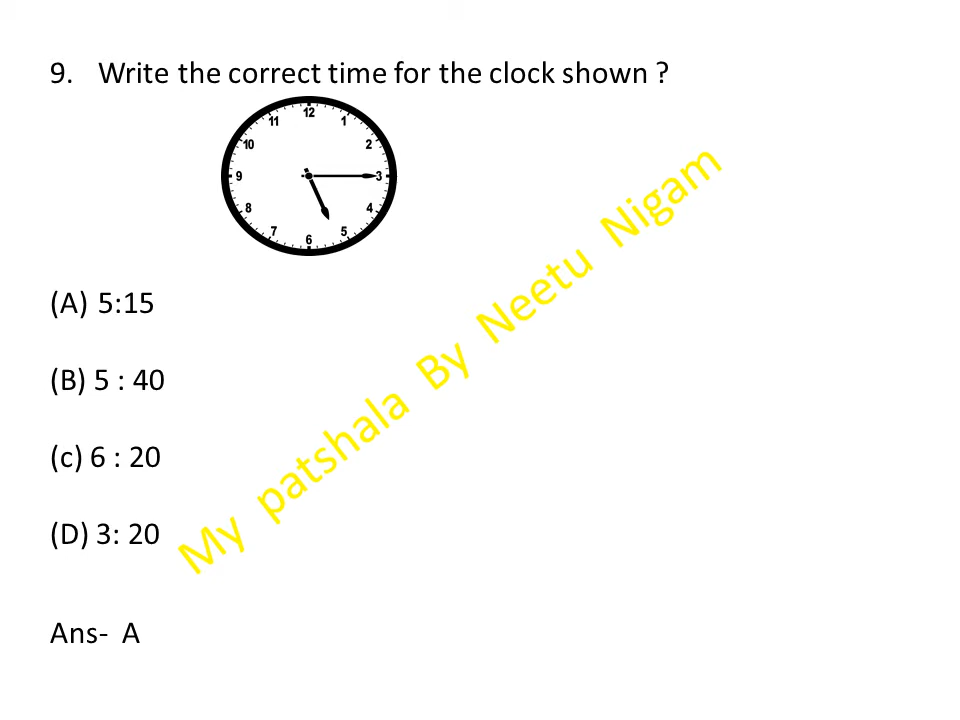 9. Write the correct time for the clock shown ?
12
11 1
10 2
9 3
8 4
7 5
6
(A) 5:15
(B) 5 : 40
(c) 6 : 20
(D) 3: 20
Ans- A
My patshala By Neetu Nigam